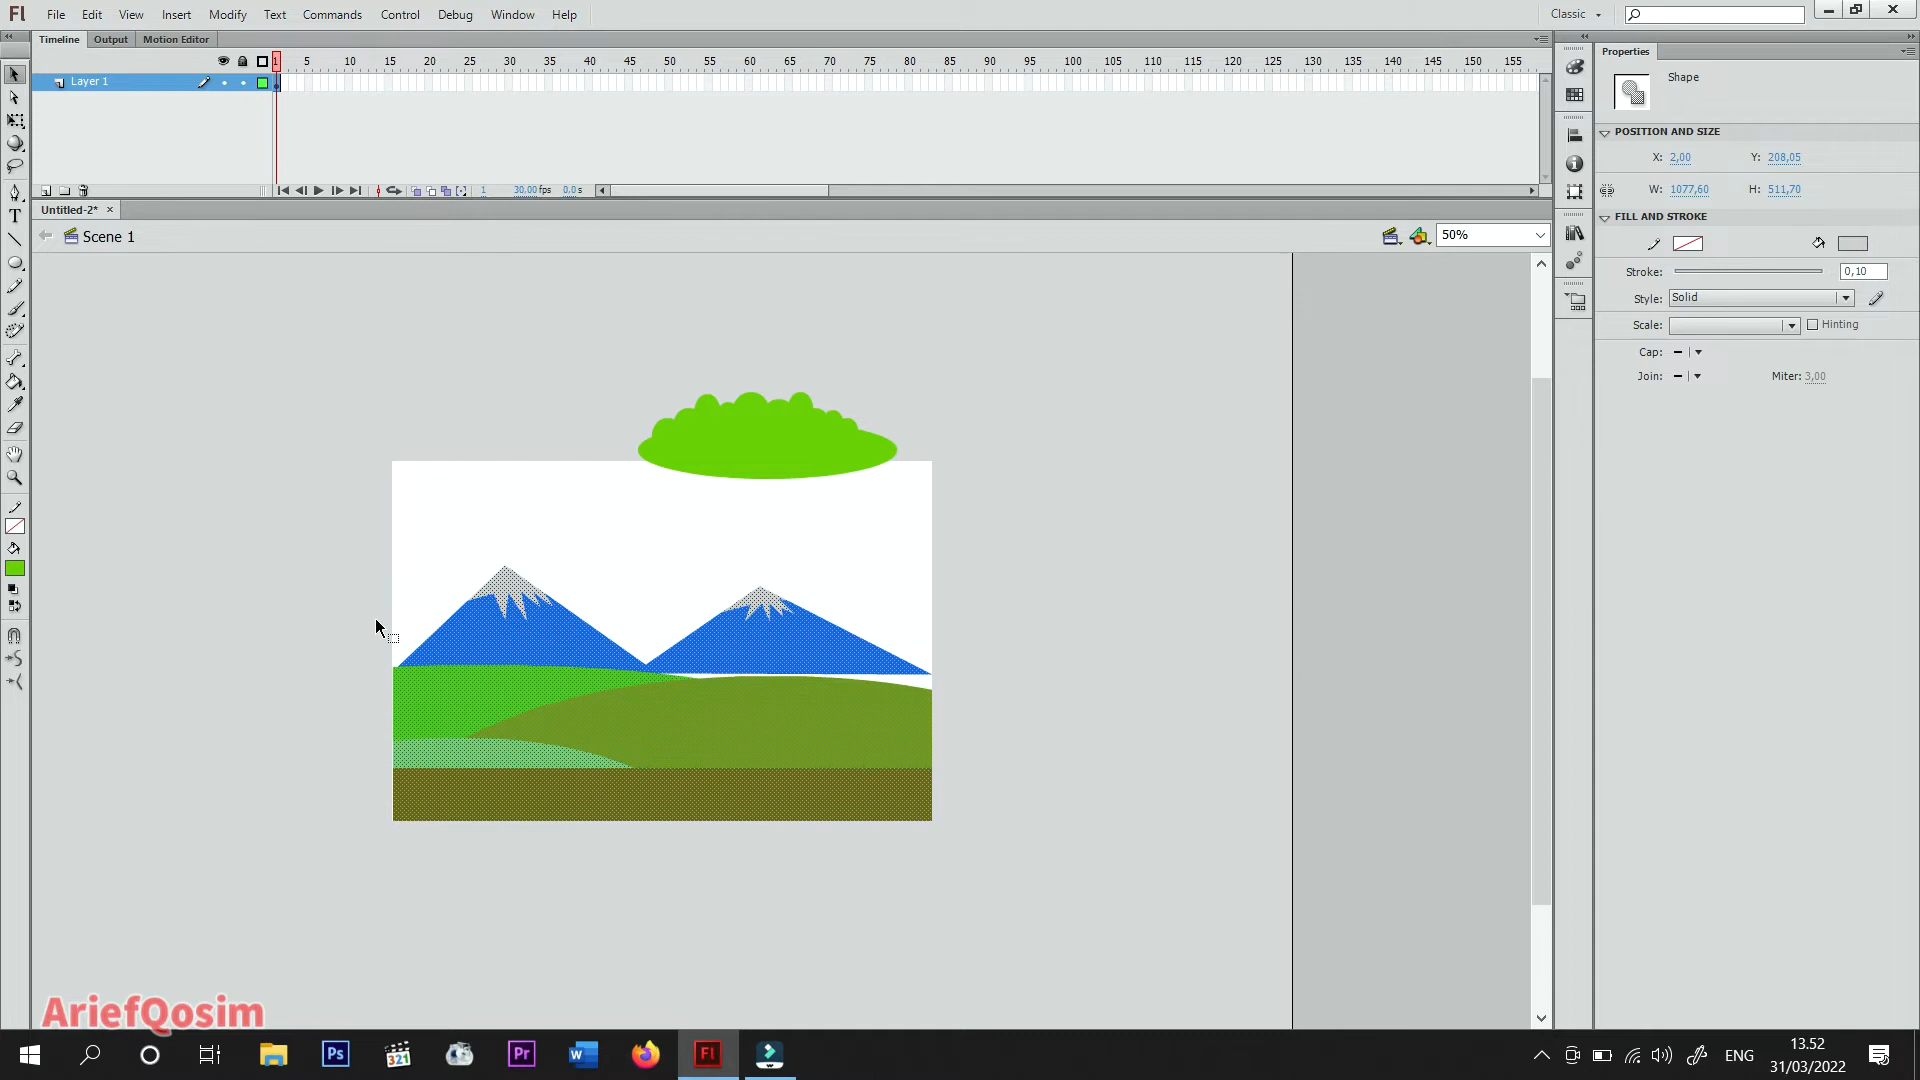 Fl File Edit View Insert Modify Text Commands Control Debug Window Help Classic
Timeline Output Motion Editor
1 5 10 15 20 25 30 35 40 45 50 55 60 65 70 75 80 85 90 95 100 105 110 115 120 125 130 135 140 145 150 155
Layer 1
1 30,00 fps 0,0 s
Untitled-2*
Scene 1
50%
Properties
Shape
POSITION AND SIZE
X: 2,00 Y: 208,05
W: 1077,60 H: 511,70
FILL AND STROKE
Stroke: 0,10
Style: Solid
Scale: Hinting
Cap:
Join: Miter: 3,00
T
AriefQosim
Ps 321 Pr W Fl
ENG
13.52
31/03/2022